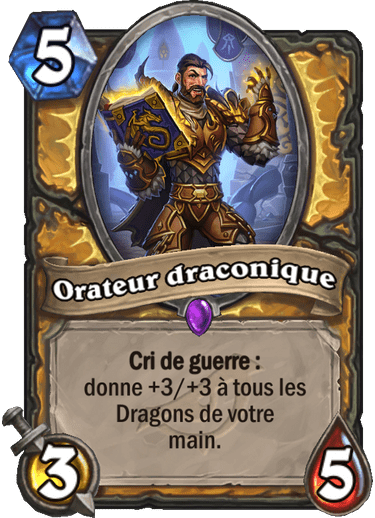 5
Orateur draconique
Cri de guerre :
donne +3/+3 à tous les
Dragons de votre
main.
3
5